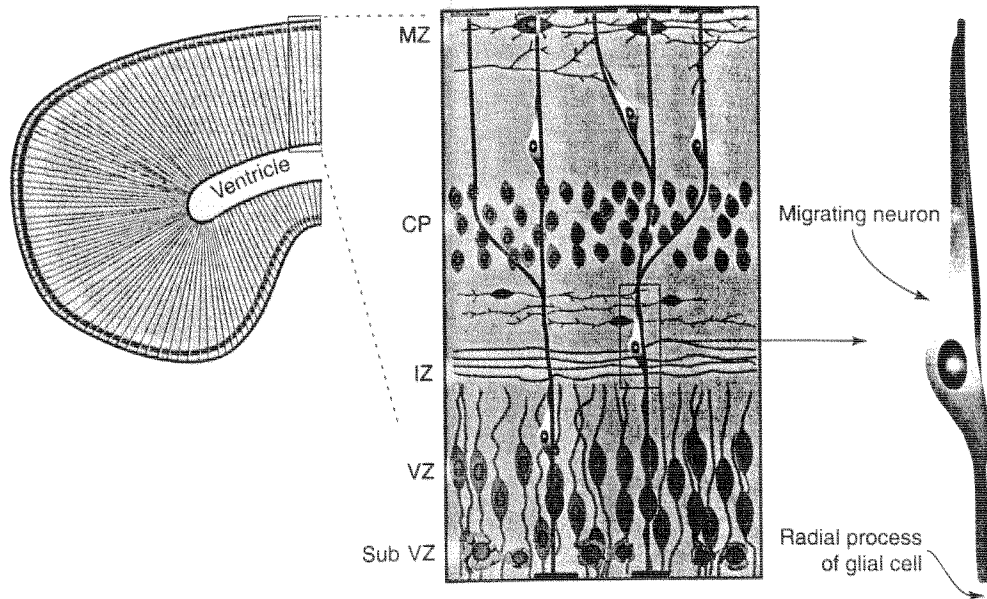 MZ
Ventricle
CP
Migrating neuron
IZ
VZ
Sub VZ
Radial process
of glial cell